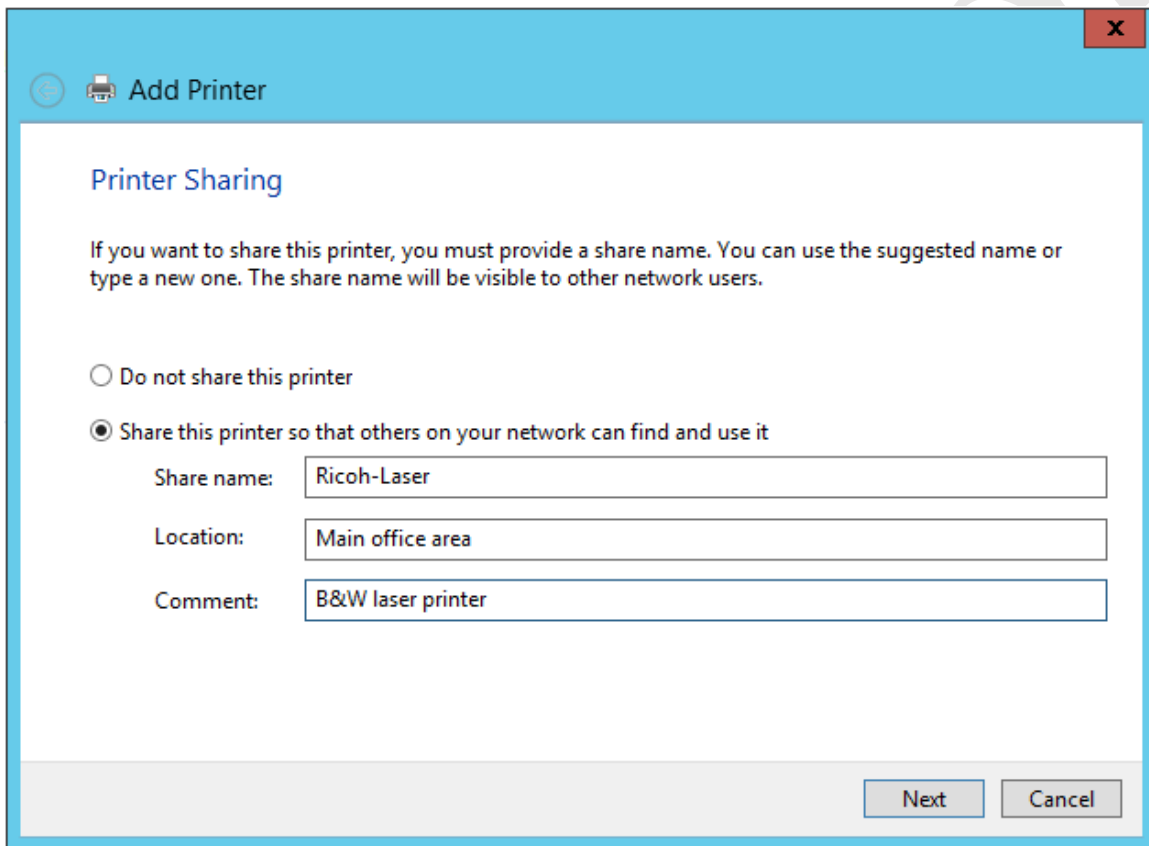 x
Add Printer
Printer Sharing
If you want to share this printer, you must provide a share name. You can use the suggested name or
type a new one. The share name will be visible to other network users.
Do not share this printer
Share this printer so that others on your network can find and use it
Share name: Ricoh-Laser
Location: Main office area
Comment: B&W laser printer
Next Cancel